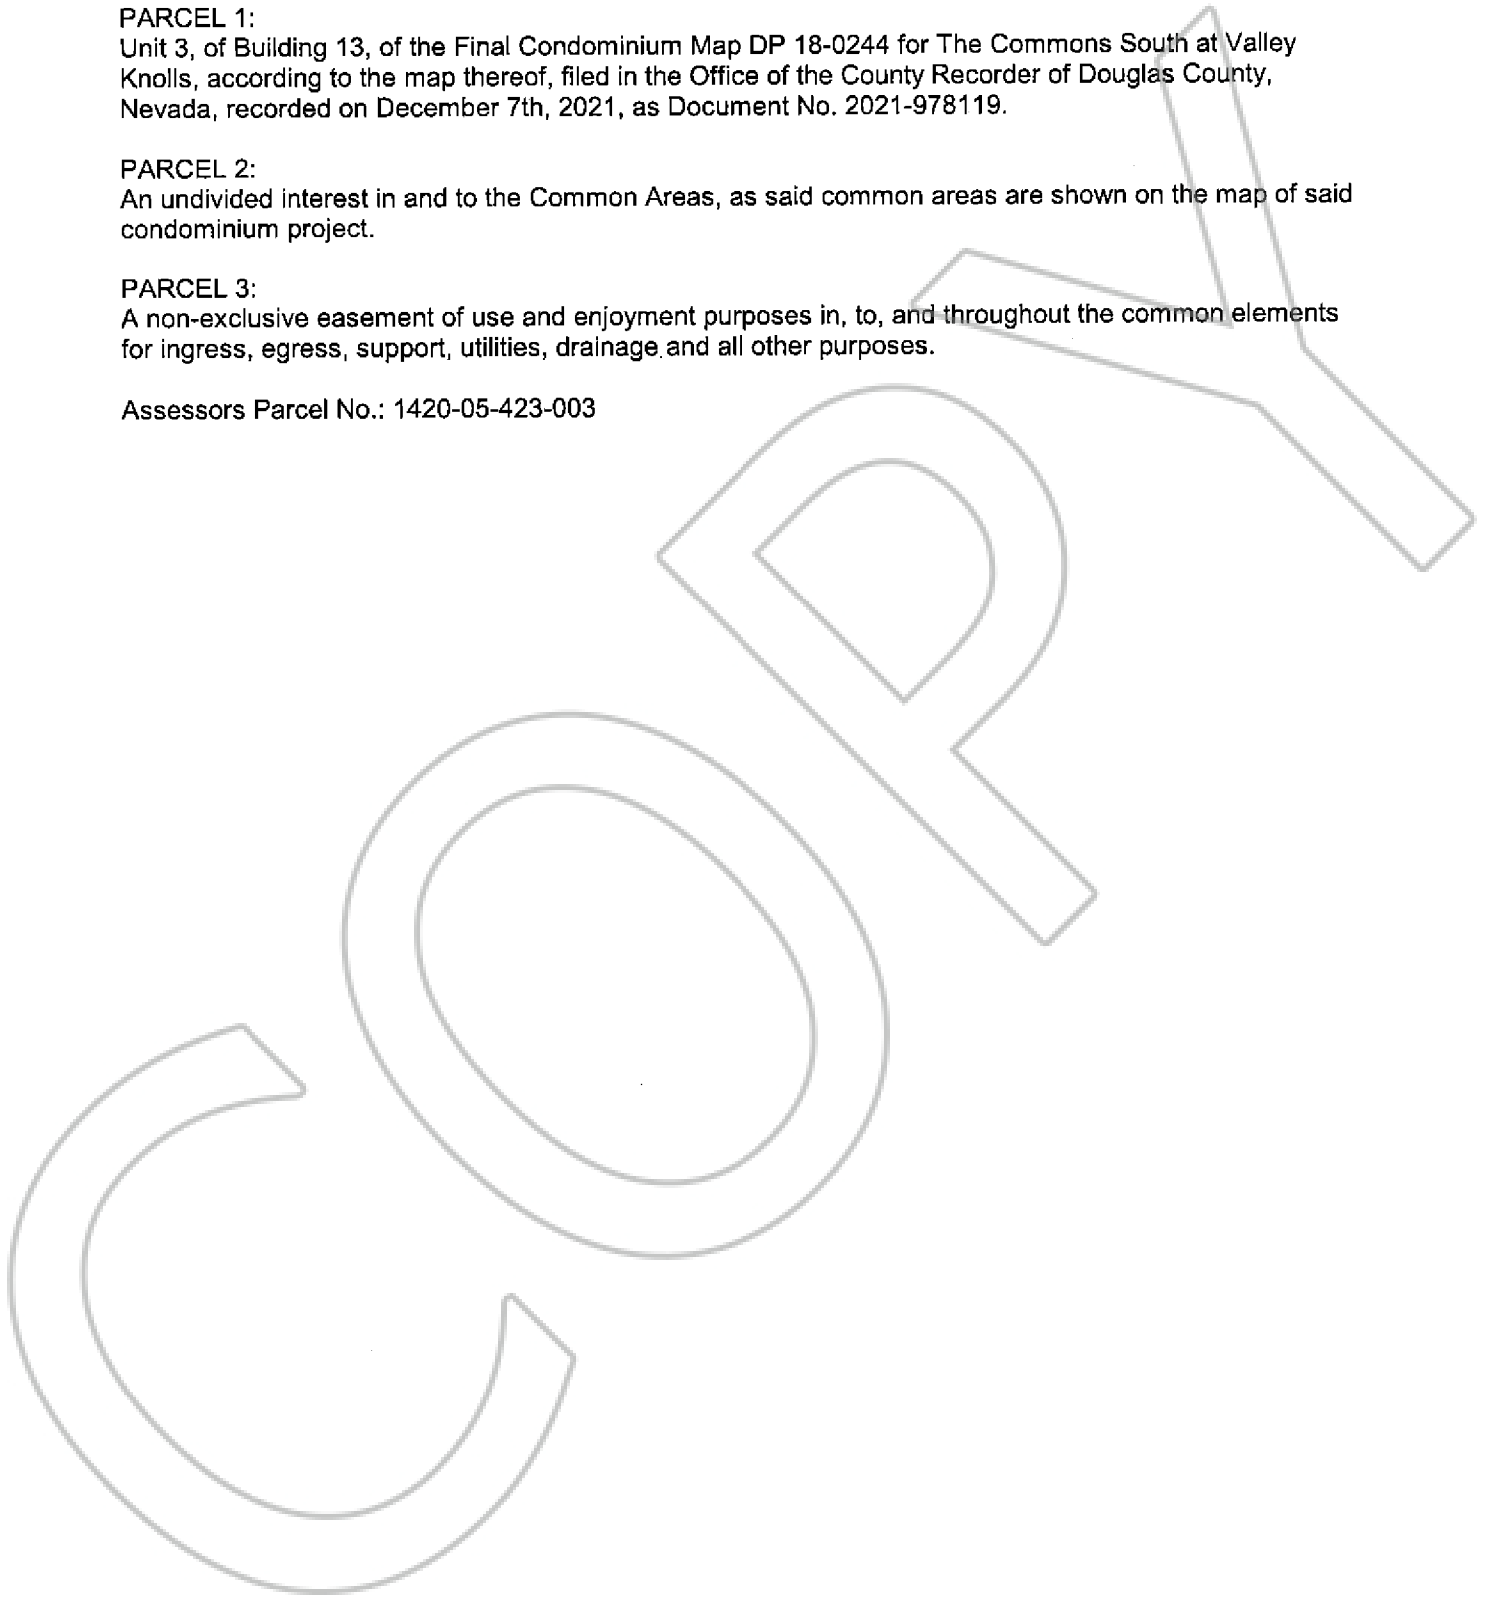 PARCEL 1:
Unit 3, of Building 13, of the Final Condominium Map DP 18-0244 for The Commons South at Valley
Knolls, according to the map thereof, filed in the Office of the County Recorder of Douglas County,
Nevada, recorded on December 7th, 2021, as Document No. 2021-978119.
PARCEL 2:
An undivided interest in and to the Common Areas, as said common areas are shown on the map of said
condominium project.
PARCEL 3:
A non-exclusive easement of use and enjoyment purposes in, to, and throughout the common elements
for ingress, egress, support, utilities, drainage and all other purposes.
Assessors Parcel No.: 1420-05-423-003
COPY